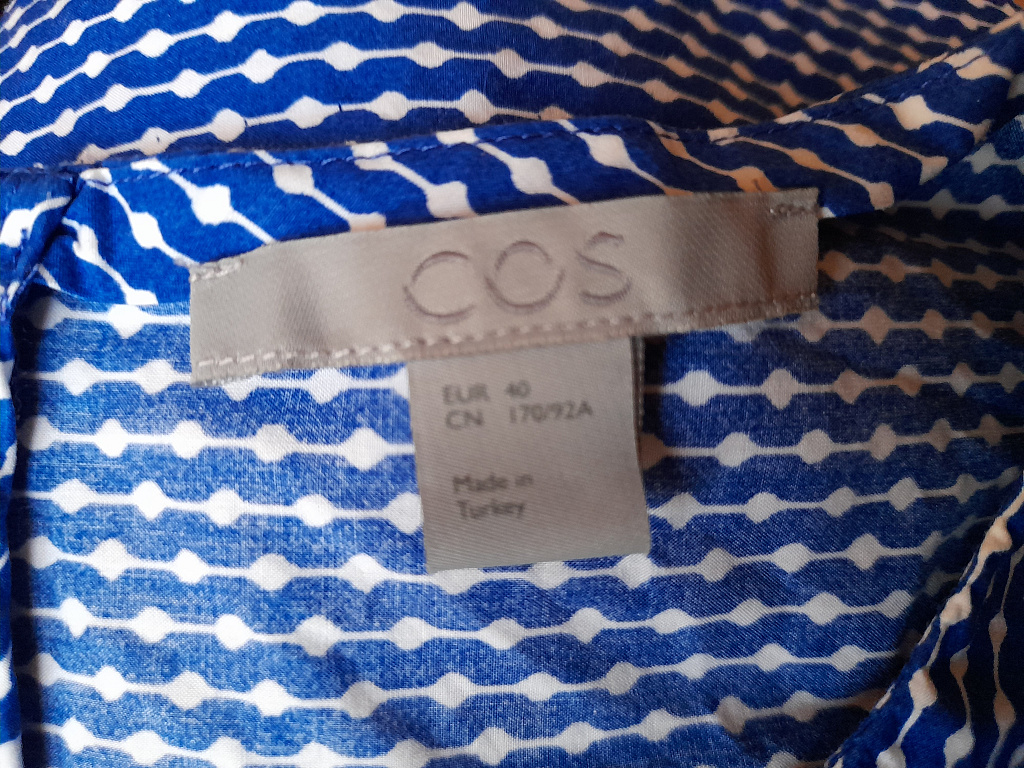 COS
EUR 40
CN 170/92A
Made in
Turkey